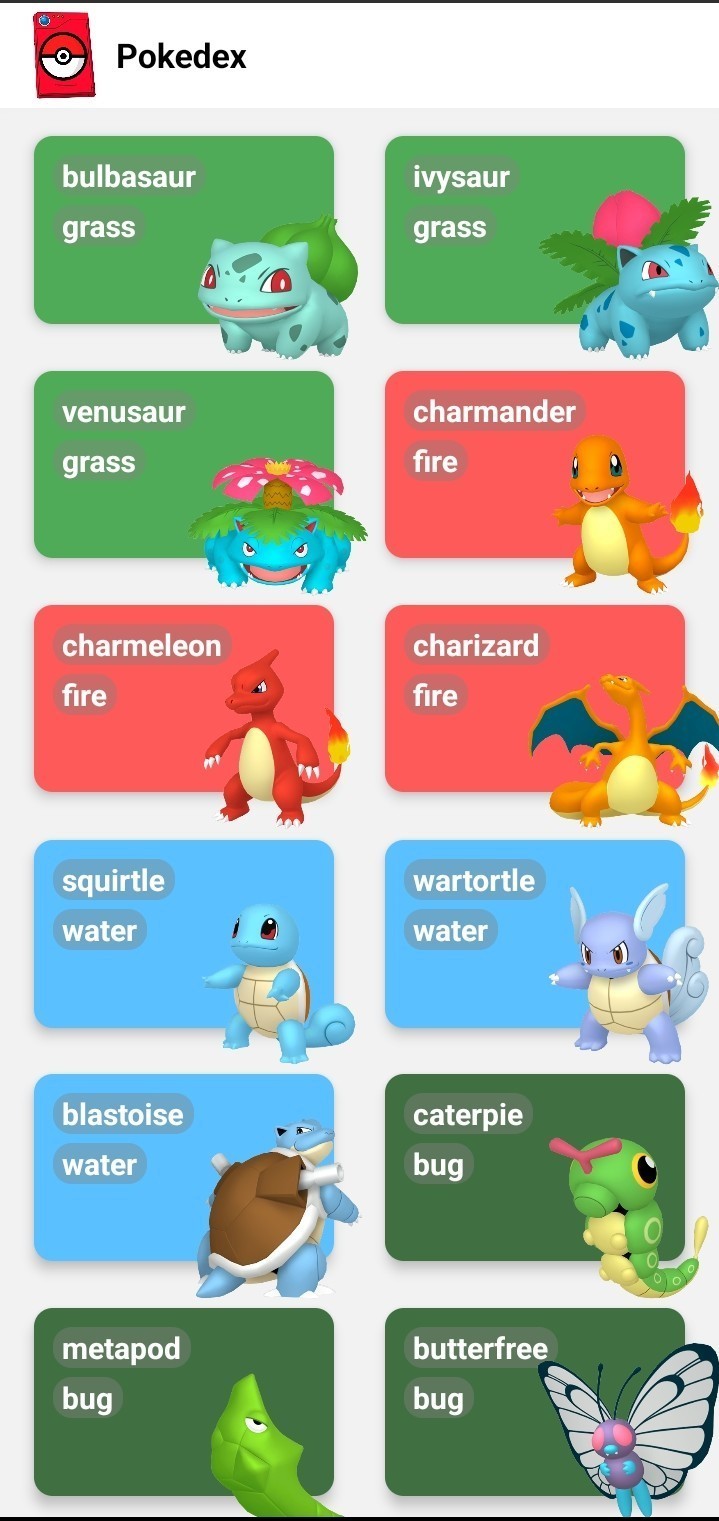 Pokedex
bulbasaur
grass
ivysaur
grass
venusaur
grass
charmander
fire
charmeleon
fire
charizard
fire
squirtle
water
wartortle
water
blastoise
water
caterpie
bug
metapod
bug
butterfree
bug